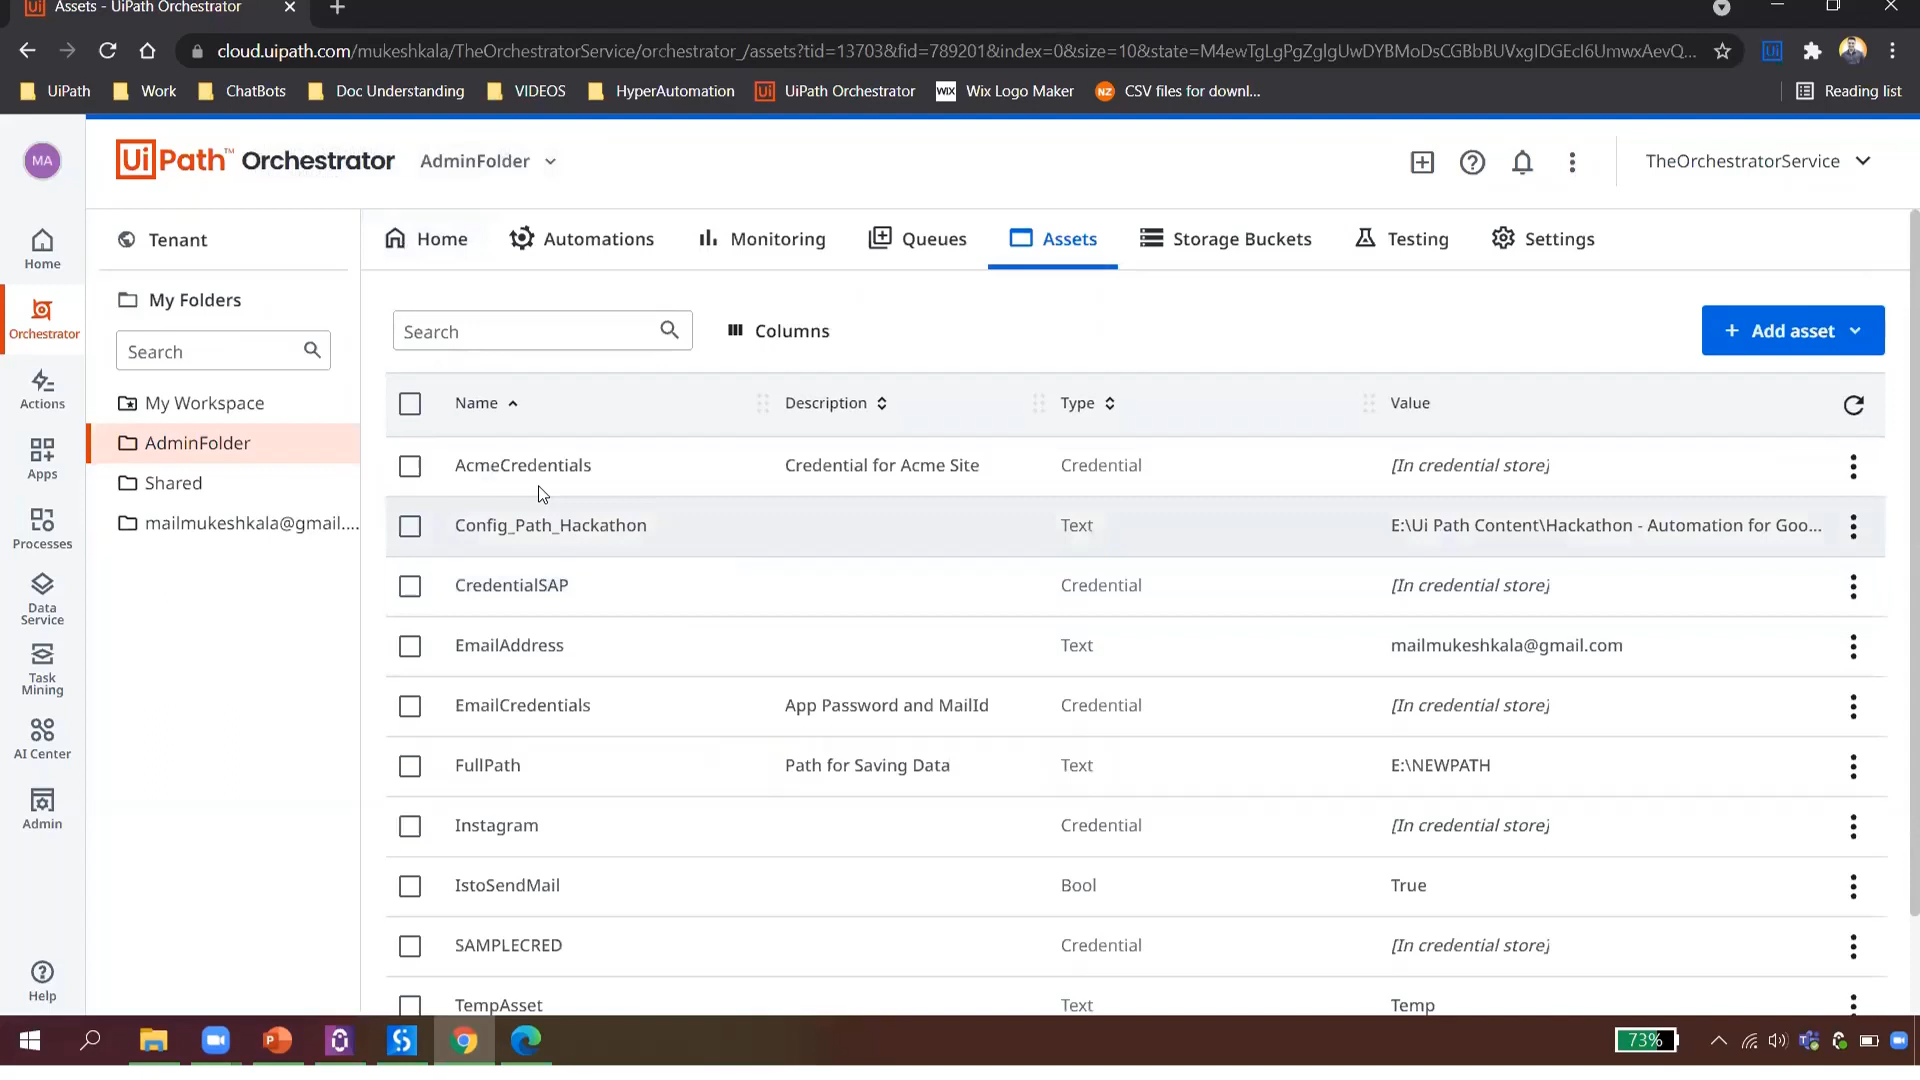 Assets - UiPath Orchestrator
cloud.uipath.com/mukeshkala/TheOrchestratorService/orchestrator_/assets?tid=13703&fid=789201&index=0&size=10&state=
UiPath Work ChatBots Doc Understanding VIDEOS HyperAutomation UiPath Orchestrator WIX Wix Logo Maker NZ CSV files for downl... Reading list
MA
UiPath™ Orchestrator AdminFolder TheOrchestratorService
Home
Orchestrator
Actions
Apps
Processes
Data
Service
Task
Mining
AI Center
Admin
Help
Tenant
My Folders
Search
My Workspace
AdminFolder
Shared
mailmukeshkala@gmail....
Home Automations Monitoring Queues Assets Storage Buckets Testing Settings
Search Columns + Add asset
Name Description Type Value
AcmeCredentials Credential for Acme Site Credential [In credential store]
Config_Path_Hackathon Text E:\Ui Path Content\Hackathon - Automation for Goo...
CredentialSAP Credential [In credential store]
EmailAddress Text mailmukeshkala@gmail.com
EmailCredentials App Password and MailId Credential [In credential store]
FullPath Path for Saving Data Text E:\NEWPATH
Instagram Credential [In credential store]
IstoSendMail Bool True
SAMPLECRED Credential [In credential store]
TempAsset Text Temp
73%